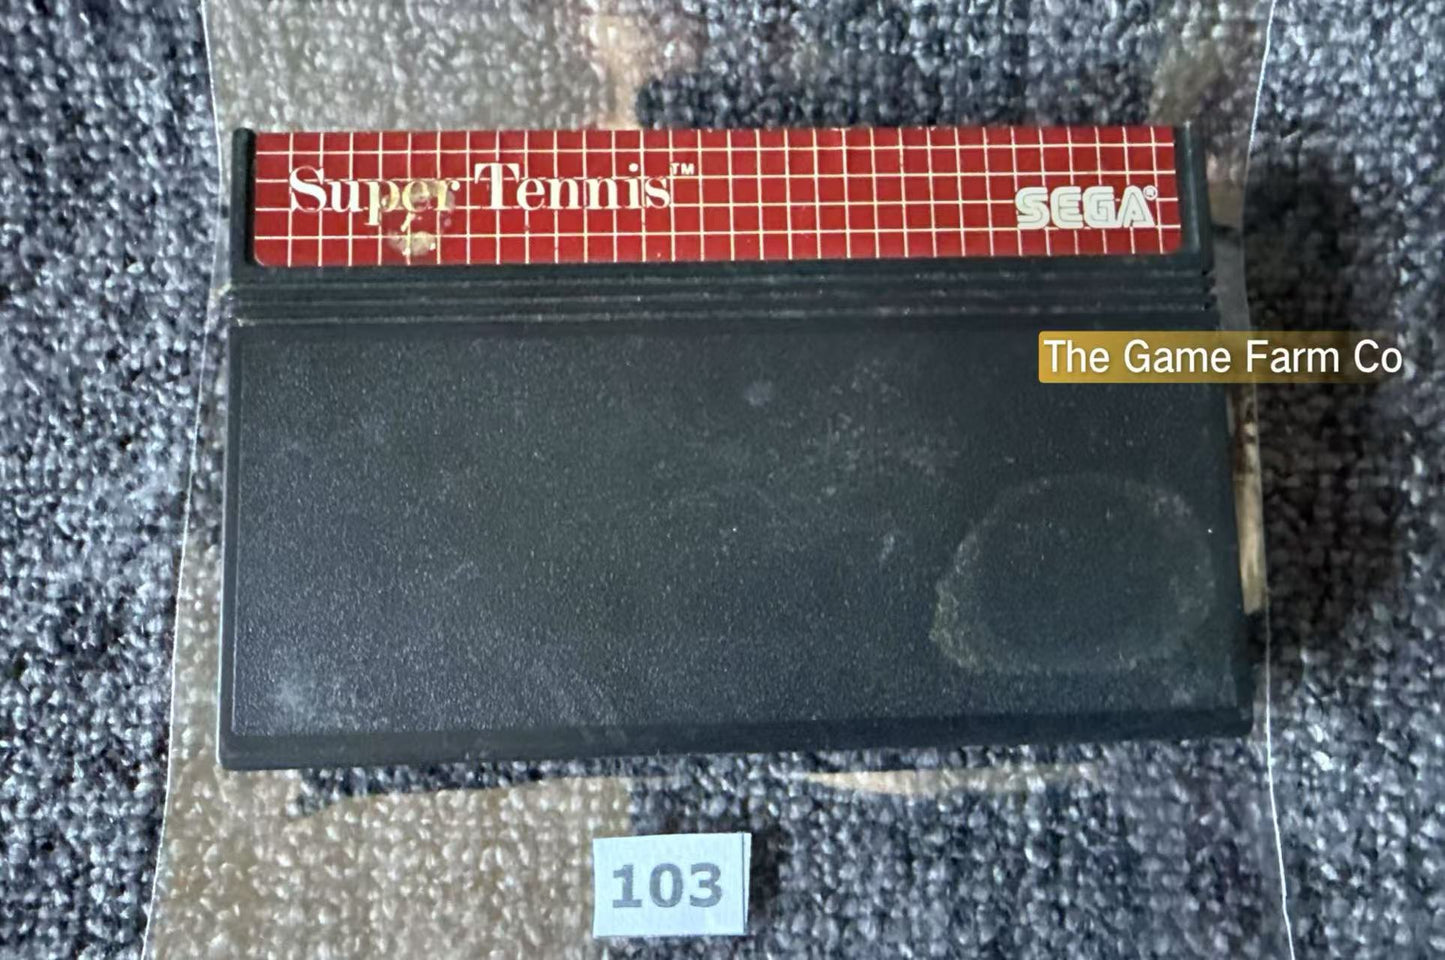 Super Tennis™
SEGA®
The Game Farm Co
103